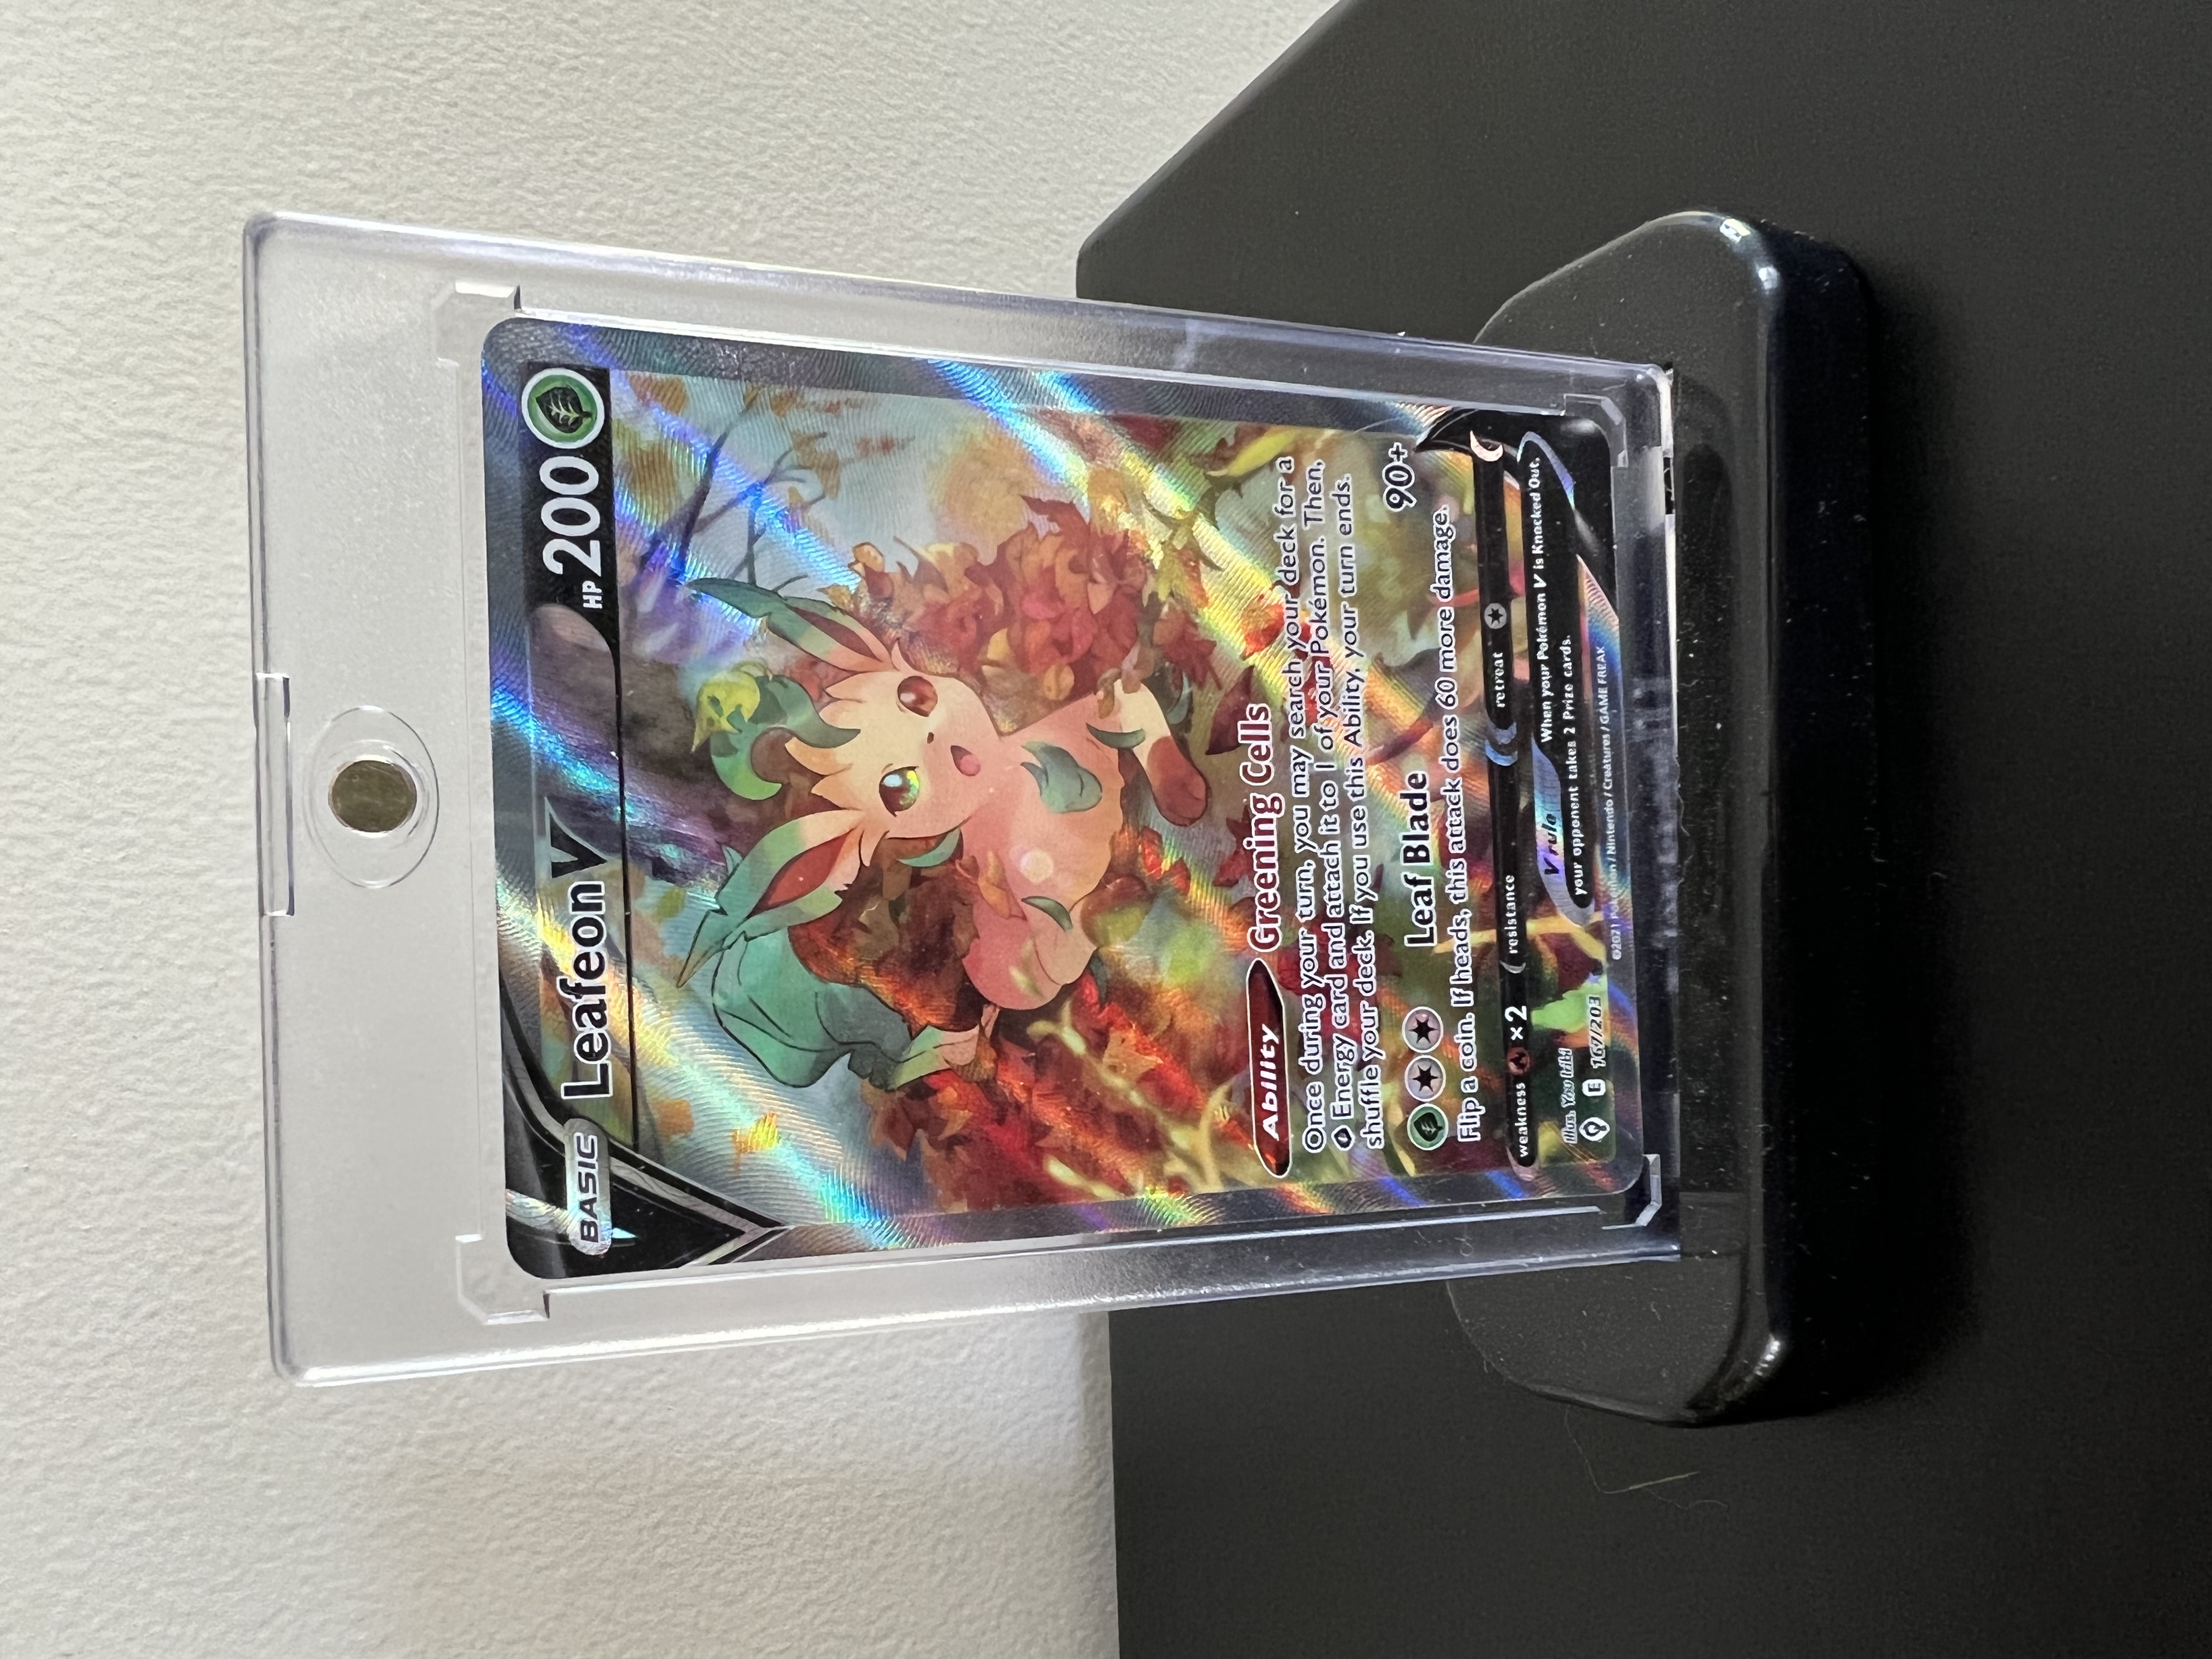 BASIC Leafeon V HP 200
Ability Greening Cells
Once during your turn, you may search your deck for a
Energy card and attach it to 1 of your Pokémon. Then,
shuffle your deck. If you use this Ability, your turn ends.
Leaf Blade 90+
Flip a coin. If heads, this attack does 60 more damage.
weakness ×2 resistance retreat
V rule When your Pokémon V is Knocked Out,
your opponent takes 2 Prize cards.
Illus. You Iribi
E 167/203
©2021 Pokémon / Nintendo / Creatures / GAME FREAK